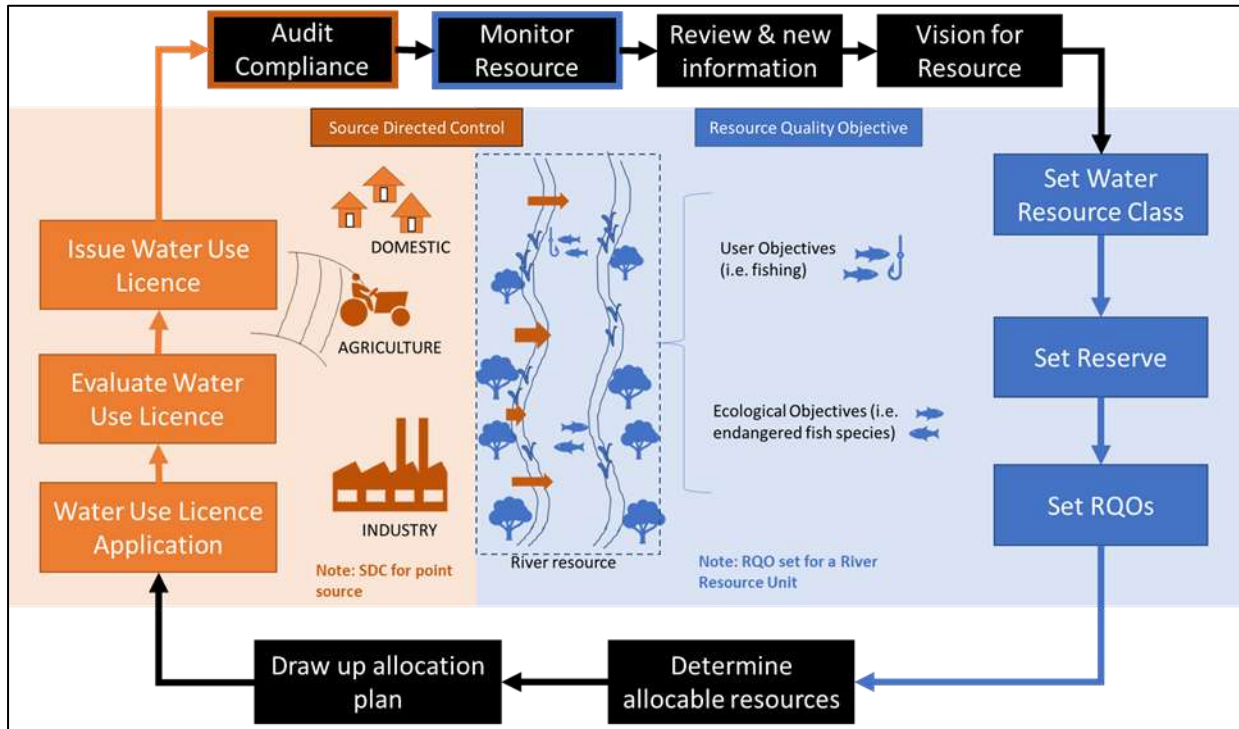 Audit
Compliance
Monitor
Resource
Review & new
information
Vision for
Resource
Source Directed Control
Resource Quality Objective
DOMESTIC
AGRICULTURE
INDUSTRY
Issue Water Use
Licence
Evaluate Water
Use Licence
Water Use Licence
Application
Note: SDC for point
source
River resource
User Objectives
(i.e. fishing)
Ecological Objectives (i.e.
endangered fish species)
Note: RQO set for a River
Resource Unit
Set Water
Resource Class
Set Reserve
Set RQOs
Draw up allocation
plan
Determine
allocable resources